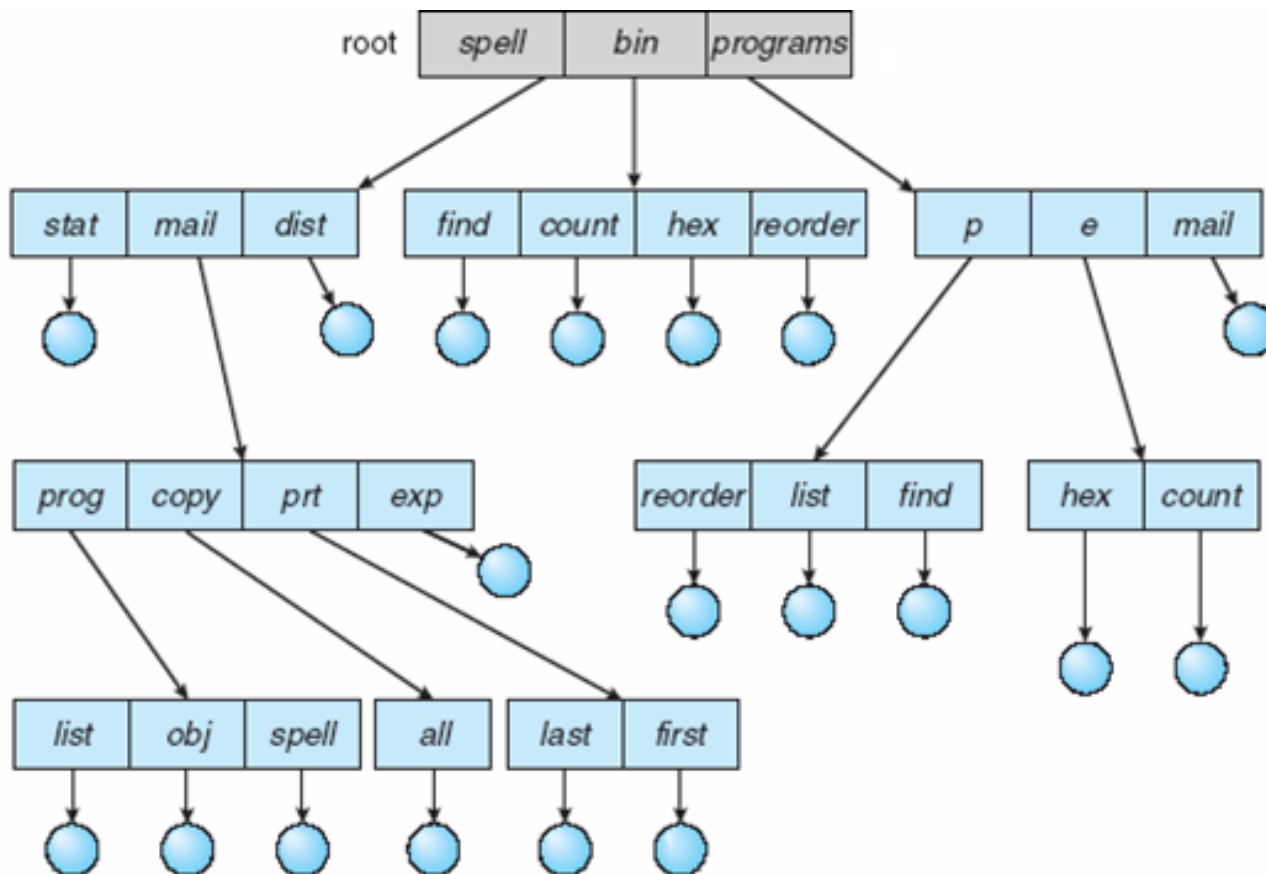 root spell bin programs
stat mail dist find count hex reorder p e mail
prog copy prt exp reorder list find hex count
list obj spell all last first